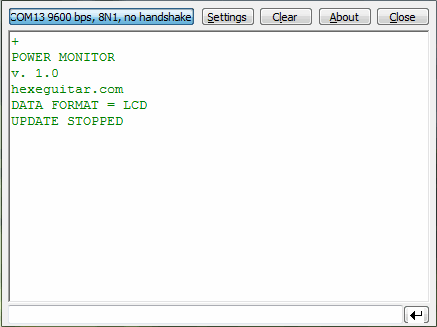 COM13 9600 bps, 8N1, no handshake
Settings
Clear
About
Close
+
POWER MONITOR
v. 1.0
hexeguitar.com
DATA FORMAT = LCD
UPDATE STOPPED